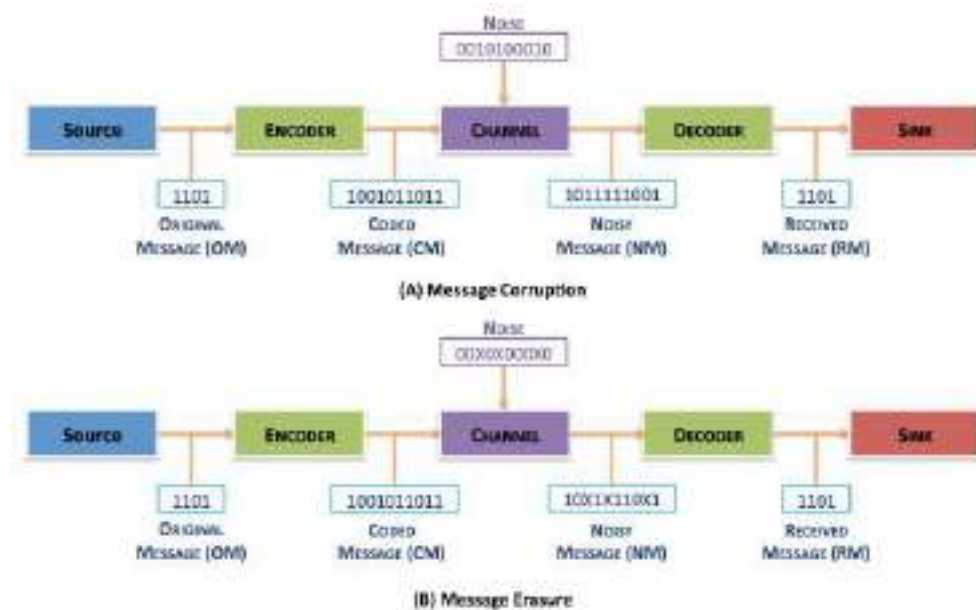 NOISE
0010100010
SOURCE ENCODER CHANNEL DECODER SINK
1101 1001011011 1011111001 1101
ORIGINAL CODED NOISY RECEIVED
MESSAGE (OM) MESSAGE (CM) MESSAGE (NM) MESSAGE (RM)
(A) Message Corruption
NOISE
00X0X000X0
SOURCE ENCODER CHANNEL DECODER SINK
1101 1001011011 10X1X110X1 1101
ORIGINAL CODED NOISY RECEIVED
MESSAGE (OM) MESSAGE (CM) MESSAGE (NM) MESSAGE (RM)
(B) Message Erasure